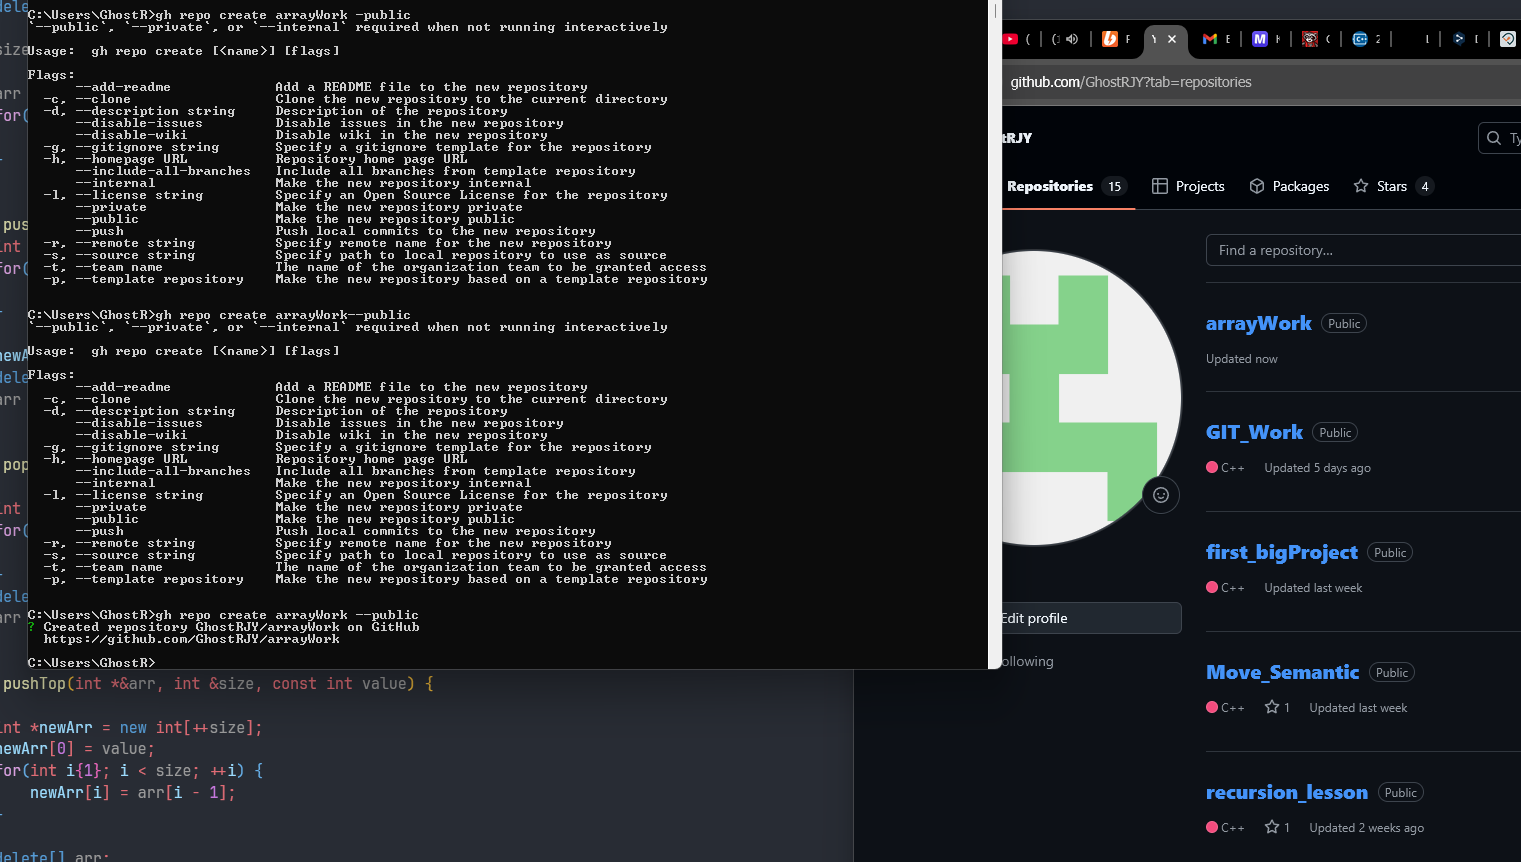 C:\Users\GhostR>gh repo create arrayWork -public
`--public`, `--private`, or `--internal` required when not running interactively
Usage:  gh repo create [<name>] [flags]
Flags:
      --add-readme             Add a README file to the new repository
  -c, --clone                  Clone the new repository to the current directory
  -d, --description string     Description of the repository
      --disable-issues         Disable issues in the new repository
      --disable-wiki           Disable wiki in the new repository
  -g, --gitignore string       Specify a gitignore template for the repository
  -h, --homepage URL           Repository home page URL
      --include-all-branches   Include all branches from template repository
      --internal               Make the new repository internal
  -l, --license string         Specify an Open Source License for the repository
      --private                Make the new repository private
      --public                 Make the new repository public
      --push                   Push local commits to the new repository
  -r, --remote string          Specify remote name for the new repository
  -s, --source string          Specify path to local repository to use as source
  -t, --team name              The name of the organization team to be granted access
  -p, --template repository    Make the new repository based on a template repository
C:\Users\GhostR>gh repo create arrayWork--public
`--public`, `--private`, or `--internal` required when not running interactively
Usage:  gh repo create [<name>] [flags]
Flags:
      --add-readme             Add a README file to the new repository
  -c, --clone                  Clone the new repository to the current directory
  -d, --description string     Description of the repository
      --disable-issues         Disable issues in the new repository
      --disable-wiki           Disable wiki in the new repository
  -g, --gitignore string       Specify a gitignore template for the repository
  -h, --homepage URL           Repository home page URL
      --include-all-branches   Include all branches from template repository
      --internal               Make the new repository internal
  -l, --license string         Specify an Open Source License for the repository
      --private                Make the new repository private
      --public                 Make the new repository public
      --push                   Push local commits to the new repository
  -r, --remote string          Specify remote name for the new repository
  -s, --source string          Specify path to local repository to use as source
  -t, --team name              The name of the organization team to be granted access
  -p, --template repository    Make the new repository based on a template repository
C:\Users\GhostR>gh repo create arrayWork --public
? Created repository GhostRJY/arrayWork on GitHub
  https://github.com/GhostRJY/arrayWork
C:\Users\GhostR>
pushTop(int *&arr, int &size, const int value) {
int *newArr = new int[++size];
newArr[0] = value;
for(int i{1}; i < size; ++i) {
newArr[i] = arr[i - 1];
delete[] arr;
github.com/GhostRJY?tab=repositories
tRJY
Repositories 15
Projects
Packages
Stars 4
Find a repository...
arrayWork Public
Updated now
GIT_Work Public
C++ Updated 5 days ago
first_bigProject Public
C++ Updated last week
Move_Semantic Public
C++ 1 Updated last week
recursion_lesson Public
C++ 1 Updated 2 weeks ago
Edit profile
ollowing